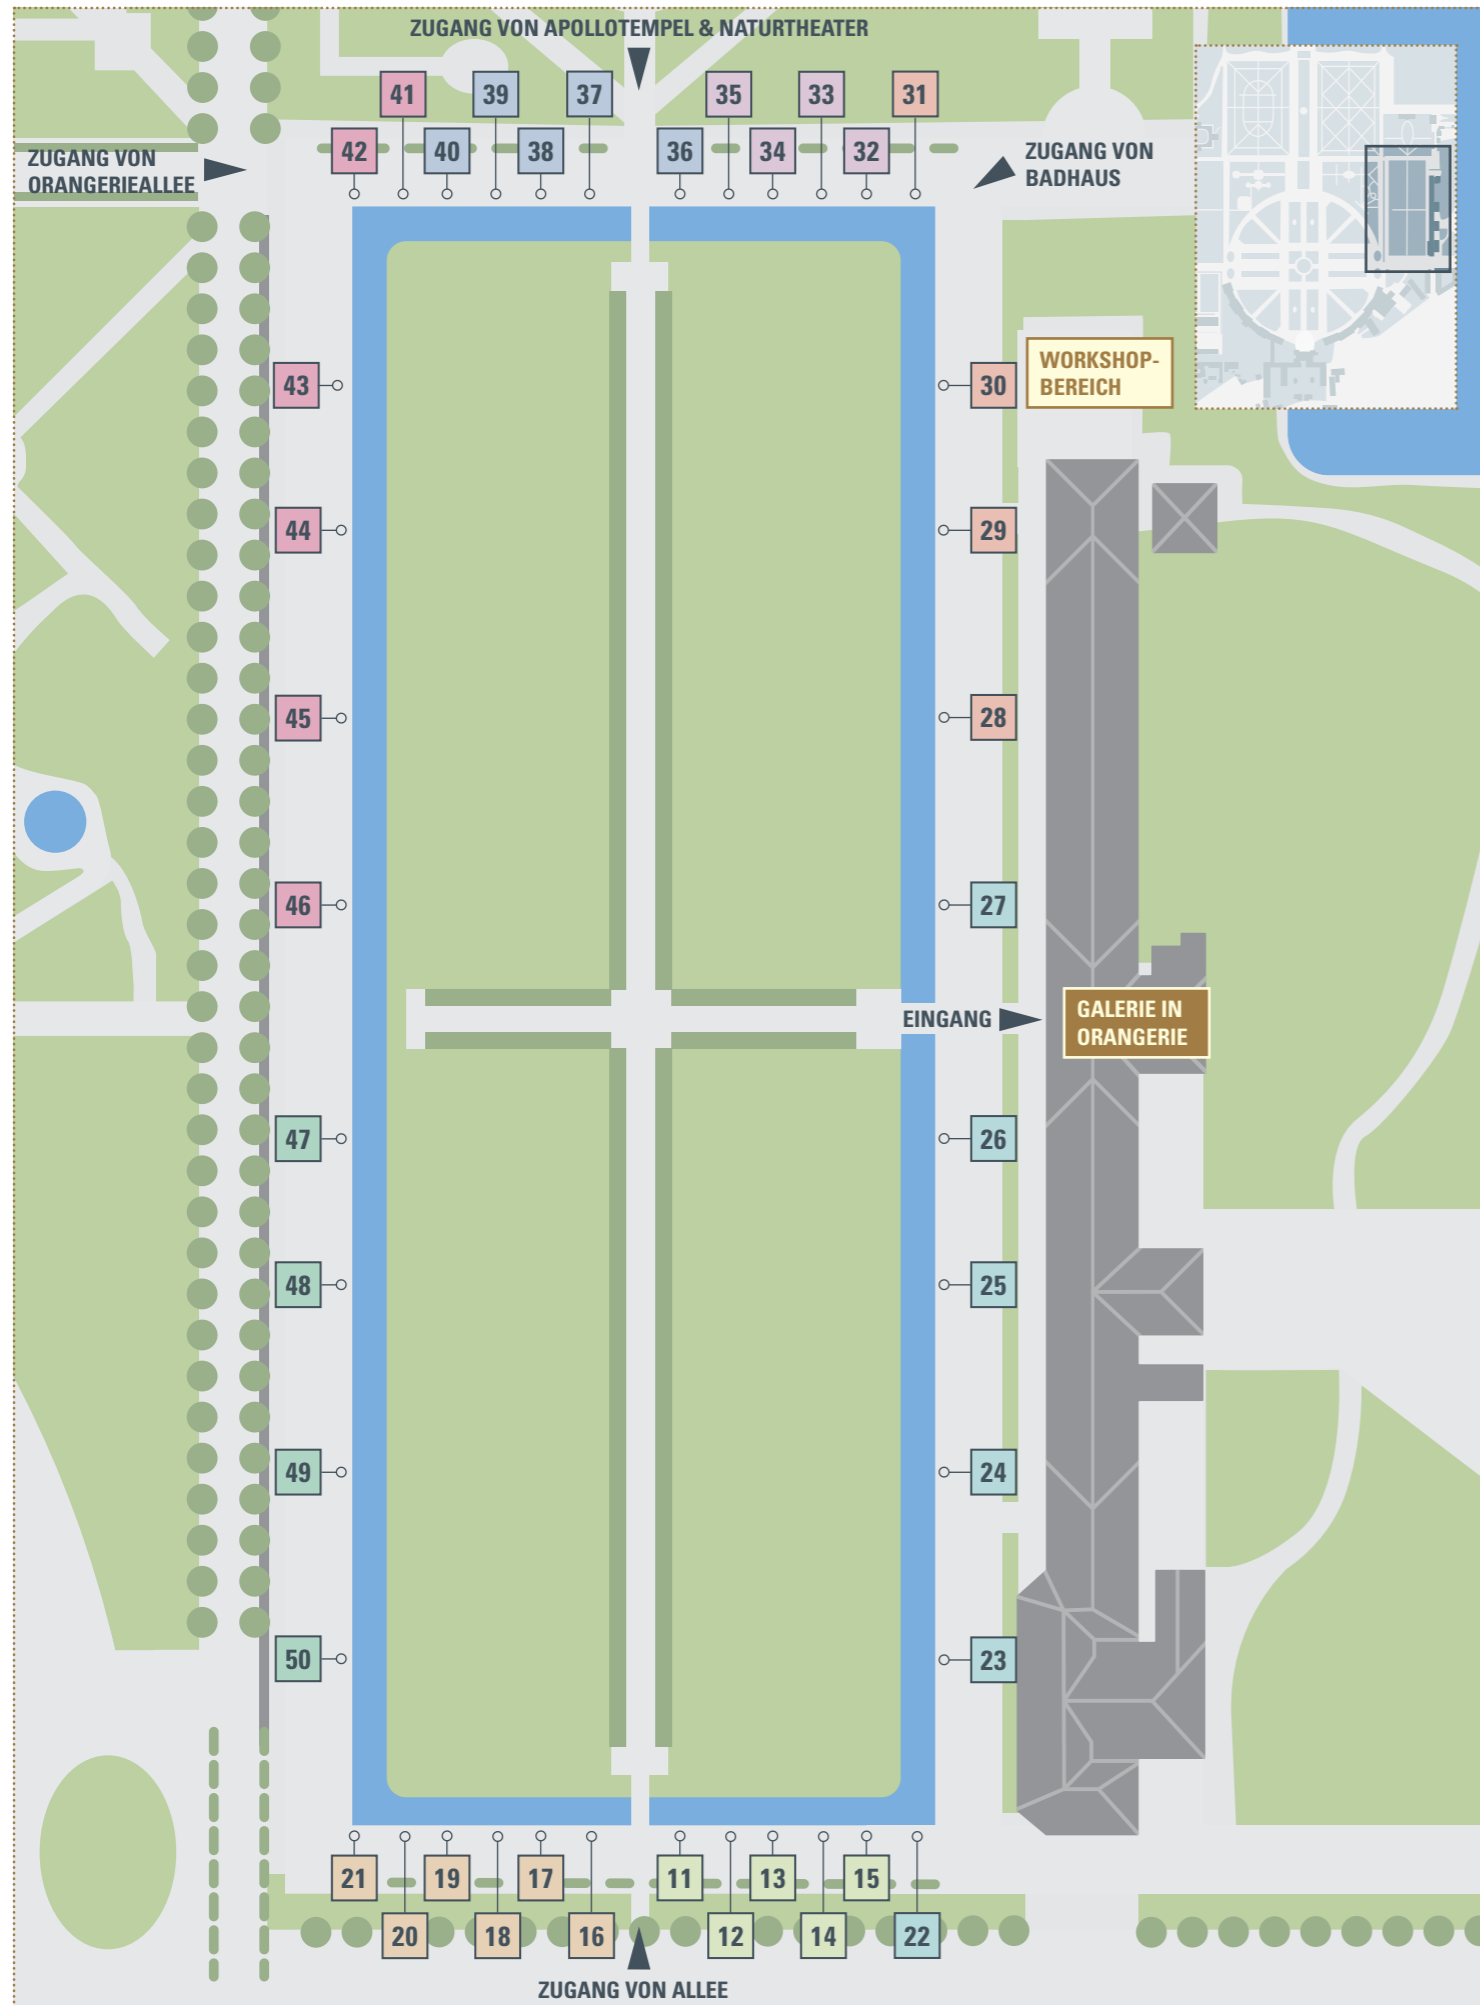 ZUGANG VON APOLLOTEMPEL & NATURTHEATER
41 39 37 35 33 31
42 40 38 36 34 32
ZUGANG VON
ORANGERIEALLEE
ZUGANG VON
BADHAUS
43 30
WORKSHOP-
BEREICH
44 29
45 28
46 27
EINGANG
GALERIE IN
ORANGERIE
47 26
48 25
49 24
50 23
21 19 17 11 13 15
20 18 16 12 14 22
ZUGANG VON ALLEE